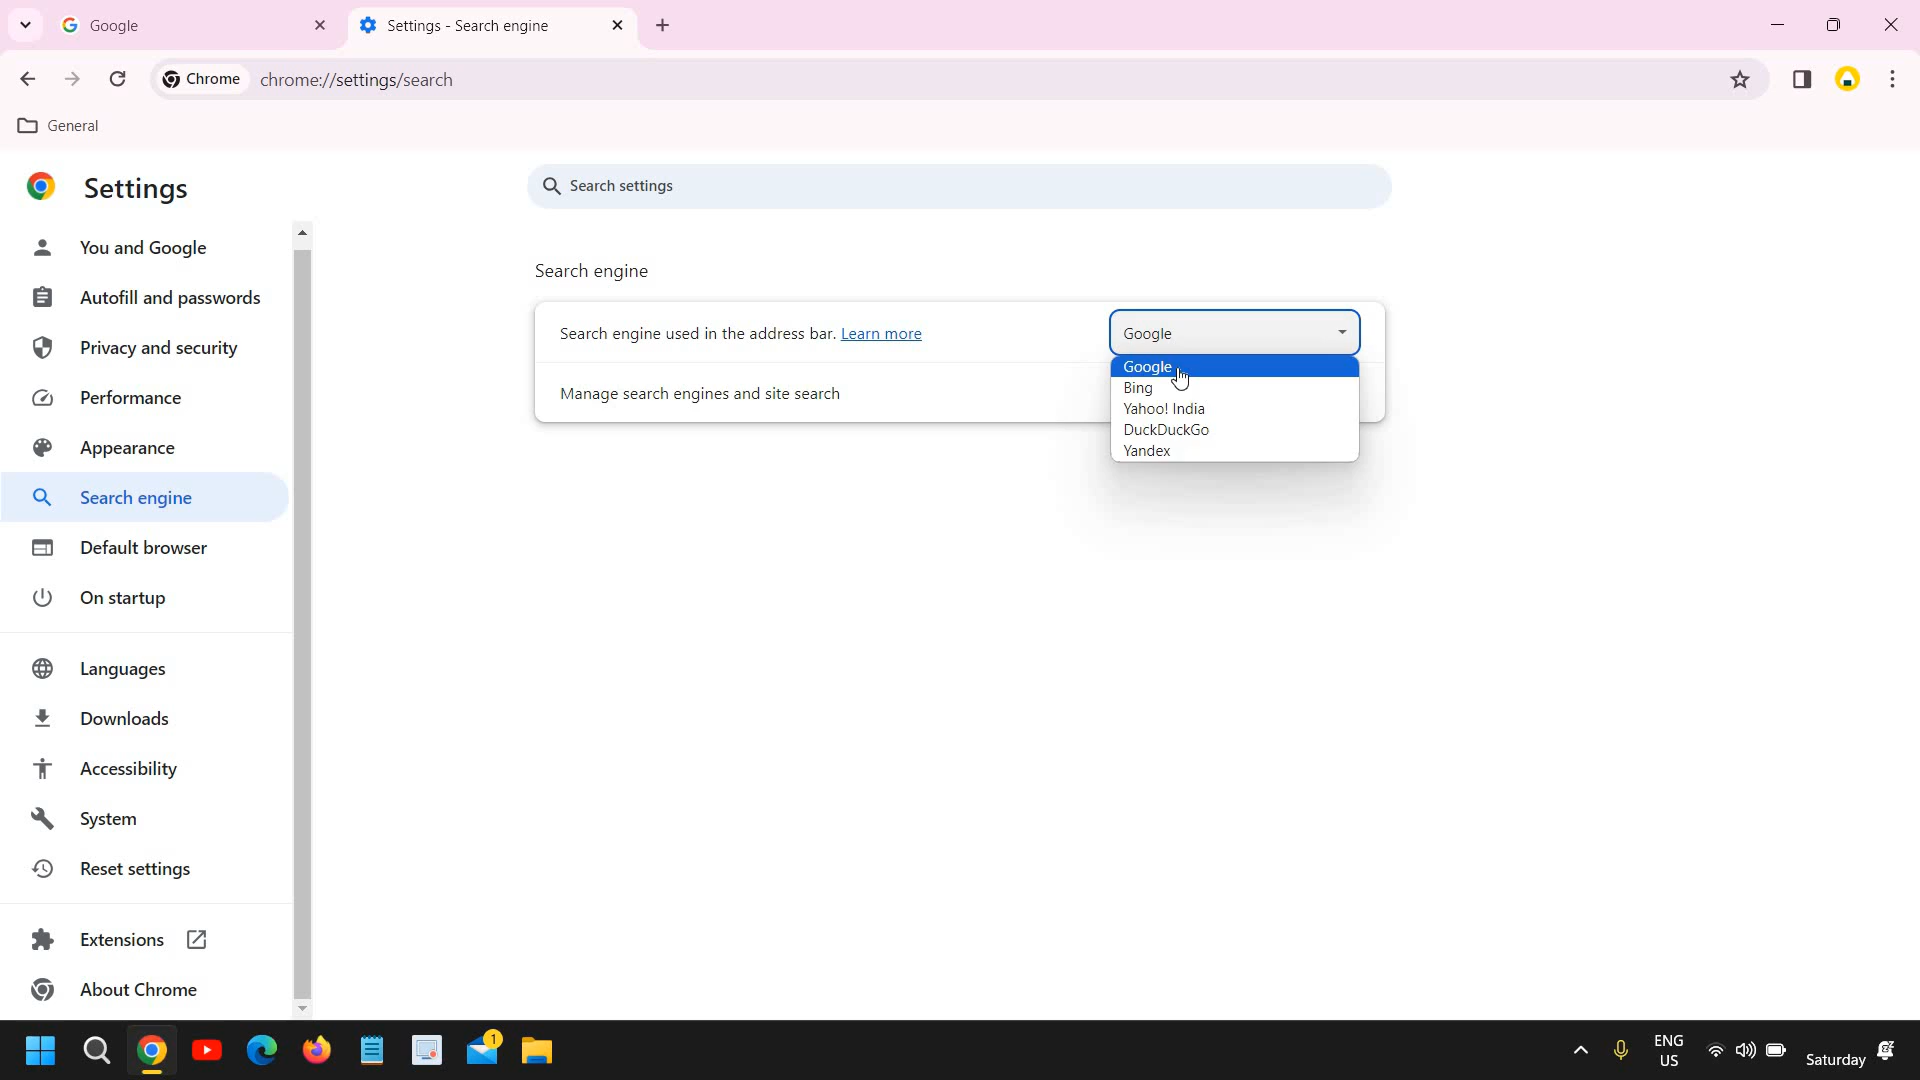 Google
Settings - Search engine
Chrome
chrome://settings/search
General
Settings
Search settings
You and Google
Autofill and passwords
Privacy and security
Performance
Appearance
Search engine
Default browser
On startup
Languages
Downloads
Accessibility
System
Reset settings
Extensions
About Chrome
Search engine
Search engine used in the address bar. Learn more
Google
Manage search engines and site search
Google
Bing
Yahoo! India
DuckDuckGo
Yandex
1
ENG
US
Saturday